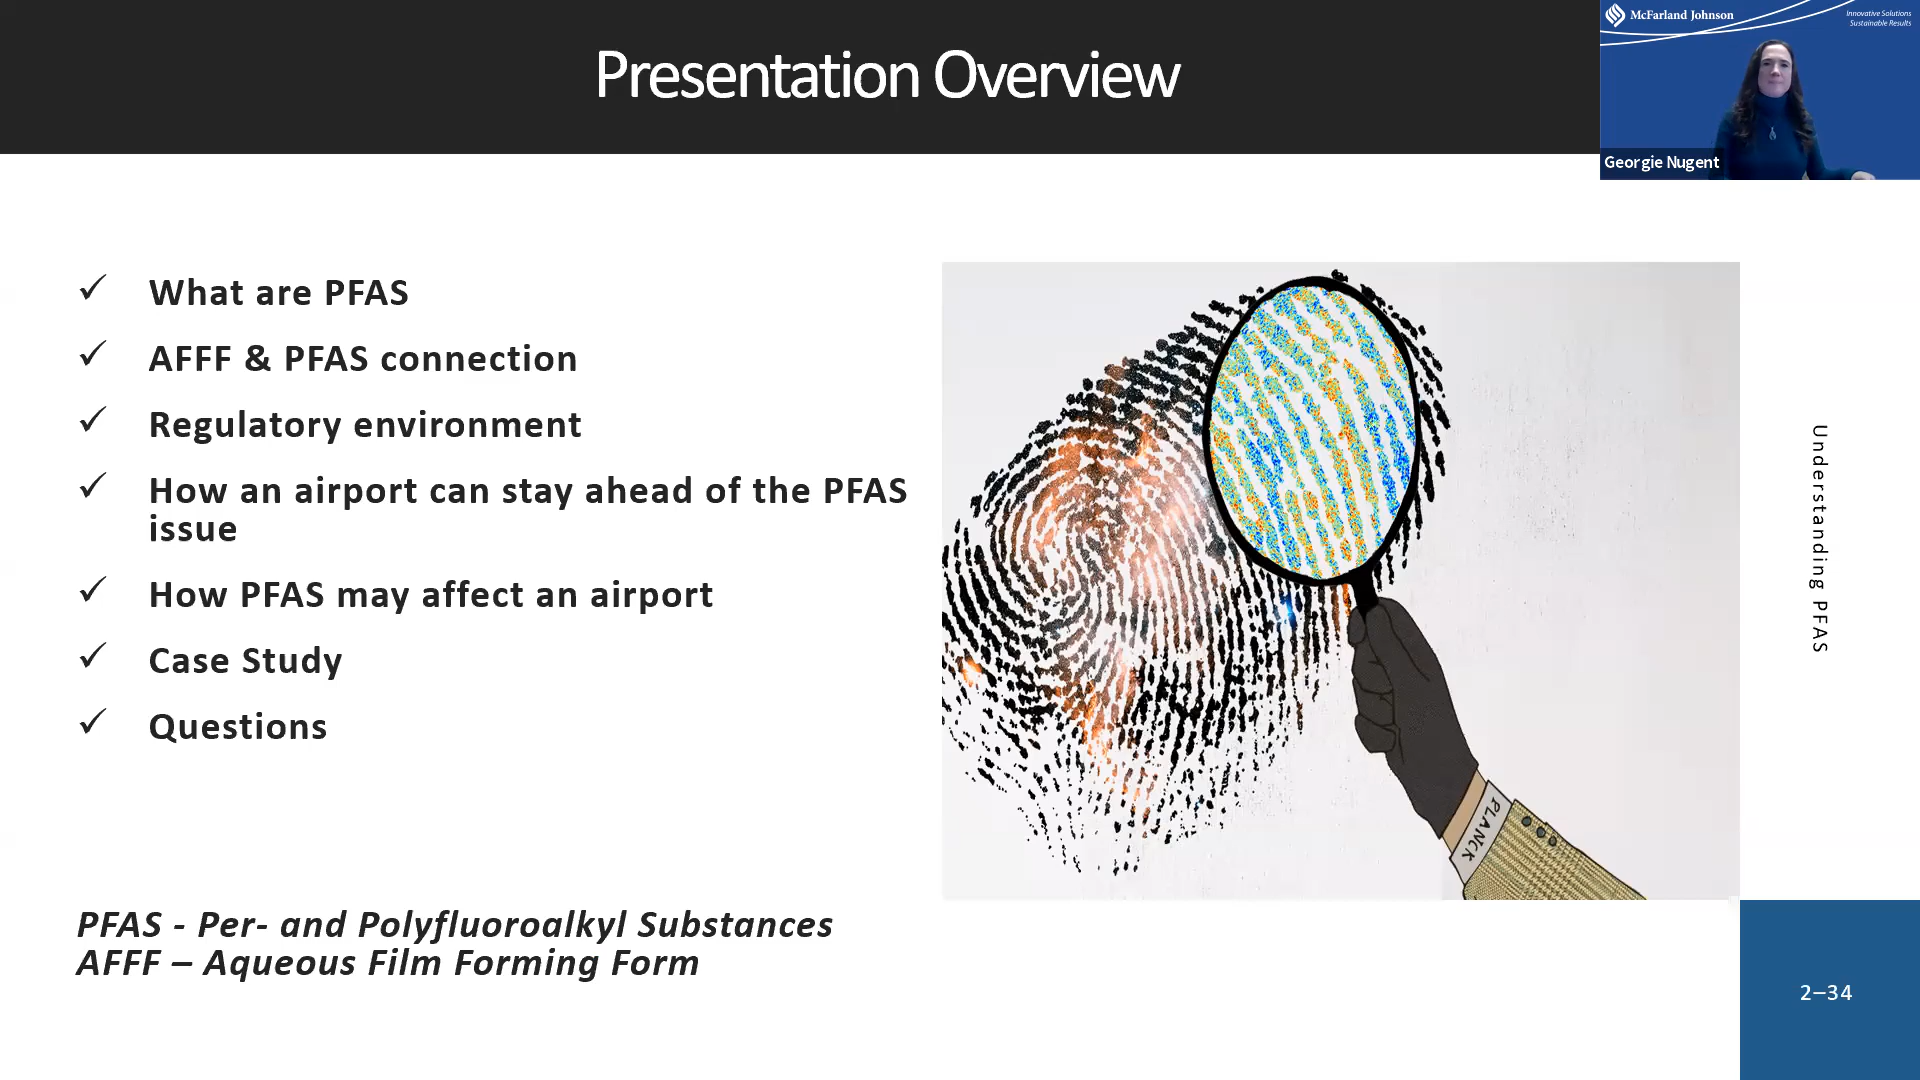 Presentation Overview
McFarland Johnson
Innovative Solutions
Sustainable Results
Georgie Nugent
✓ What are PFAS
✓ AFFF & PFAS connection
✓ Regulatory environment
✓ How an airport can stay ahead of the PFAS
issue
✓ How PFAS may affect an airport
✓ Case Study
✓ Questions
PLANCK
Understanding PFAS
PFAS - Per- and Polyfluoroalkyl Substances
AFFF – Aqueous Film Forming Form
2–34